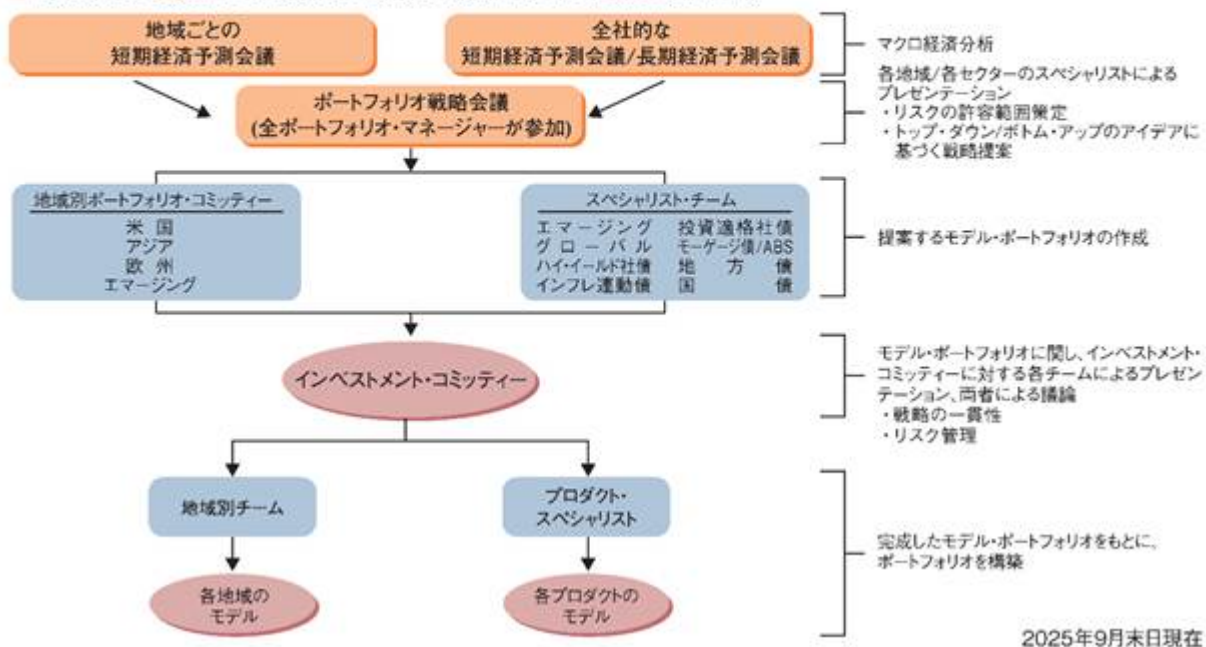 地域ごとの
短期経済予測会議
全社的な
短期経済予測会議/長期経済予測会議
マクロ経済分析
ポートフォリオ戦略会議
(全ポートフォリオ・マネージャーが参加)
各地域/各セクターのスペシャリストによる
プレゼンテーション
・リスクの許容範囲策定
・トップ・ダウン/ボトム・アップのアイデアに
基づく戦略提案
地域別ポートフォリオ・コミッティー
米国
アジア
欧州
エマージング
スペシャリスト・チーム
エマージング 投資適格社債
グローバル モーゲージ債/ABS
ハイ・イールド社債 地方債
インフレ連動債 国債
提案するモデル・ポートフォリオの作成
インベストメント・コミッティー
モデル・ポートフォリオに関し、インベストメント・
コミッティーに対する各チームによるプレゼン
テーション、両者による議論
・戦略の一貫性
・リスク管理
地域別チーム
プロダクト・
スペシャリスト
各地域の
モデル
各プロダクトの
モデル
完成したモデル・ポートフォリオをもとに、
ポートフォリオを構築
2025年9月末日現在